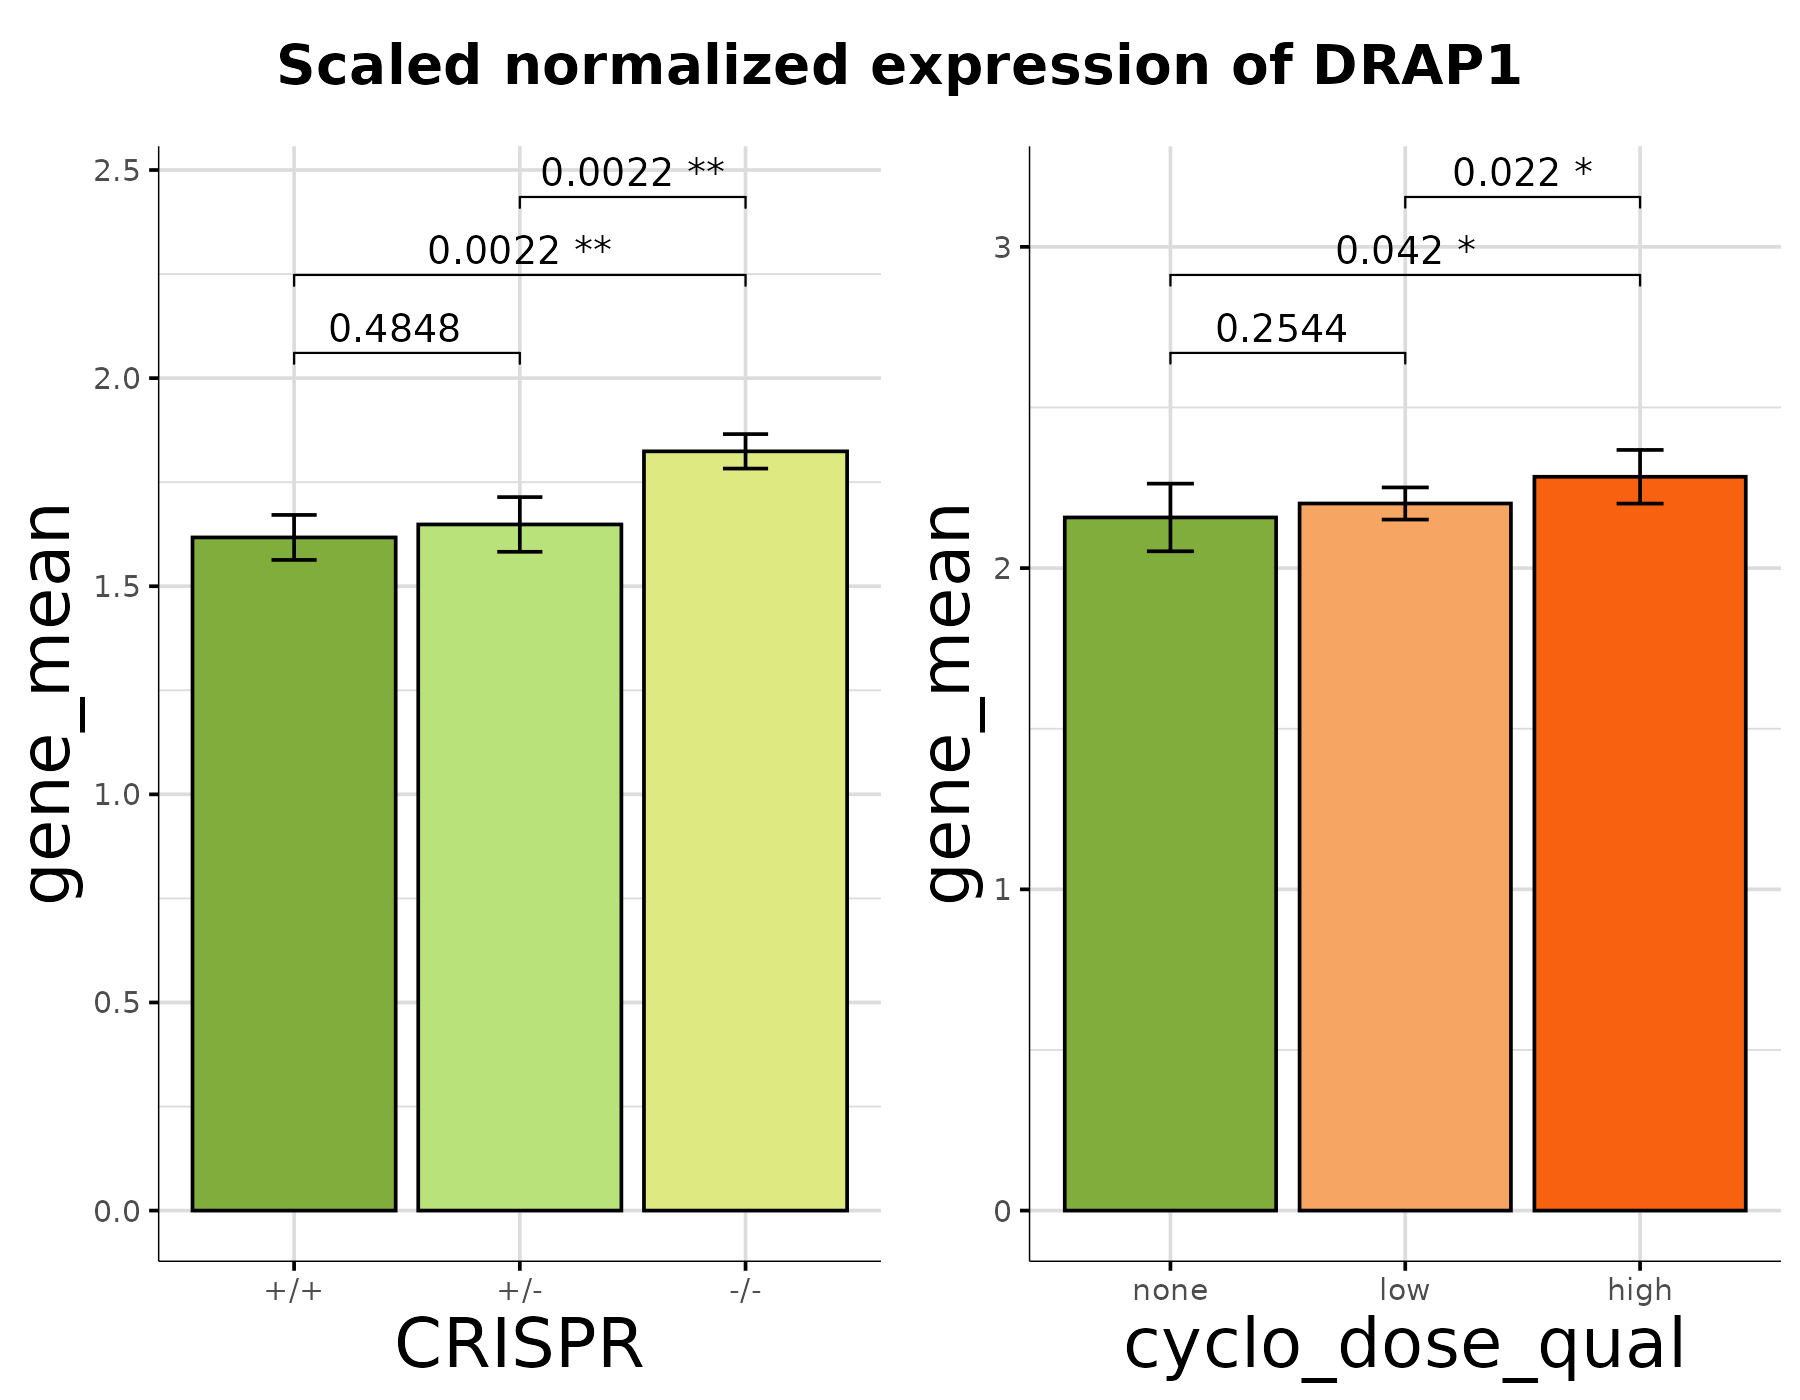 Scaled normalized expression of DRAP1
gene_mean
2.5
2.0
1.5
1.0
0.5
0.0
0.0022 **
0.0022 **
0.4848
+/+
+/-
-/-
CRISPR
gene_mean
3
2
1
0
0.022 *
0.042 *
0.2544
none
low
high
cyclo_dose_qual